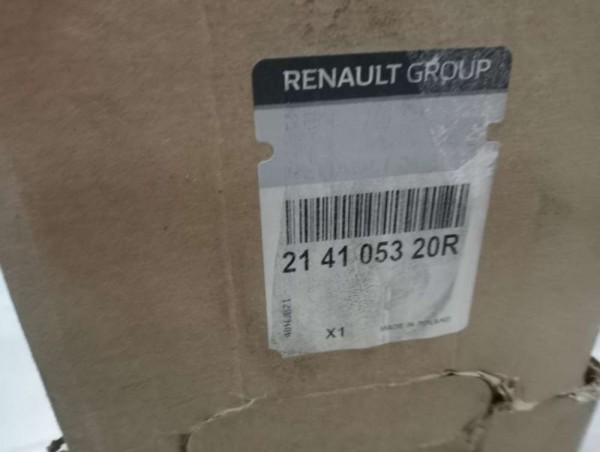 RENAULT GROUP
21 41 053 20R
X1
MADE IN POLAND